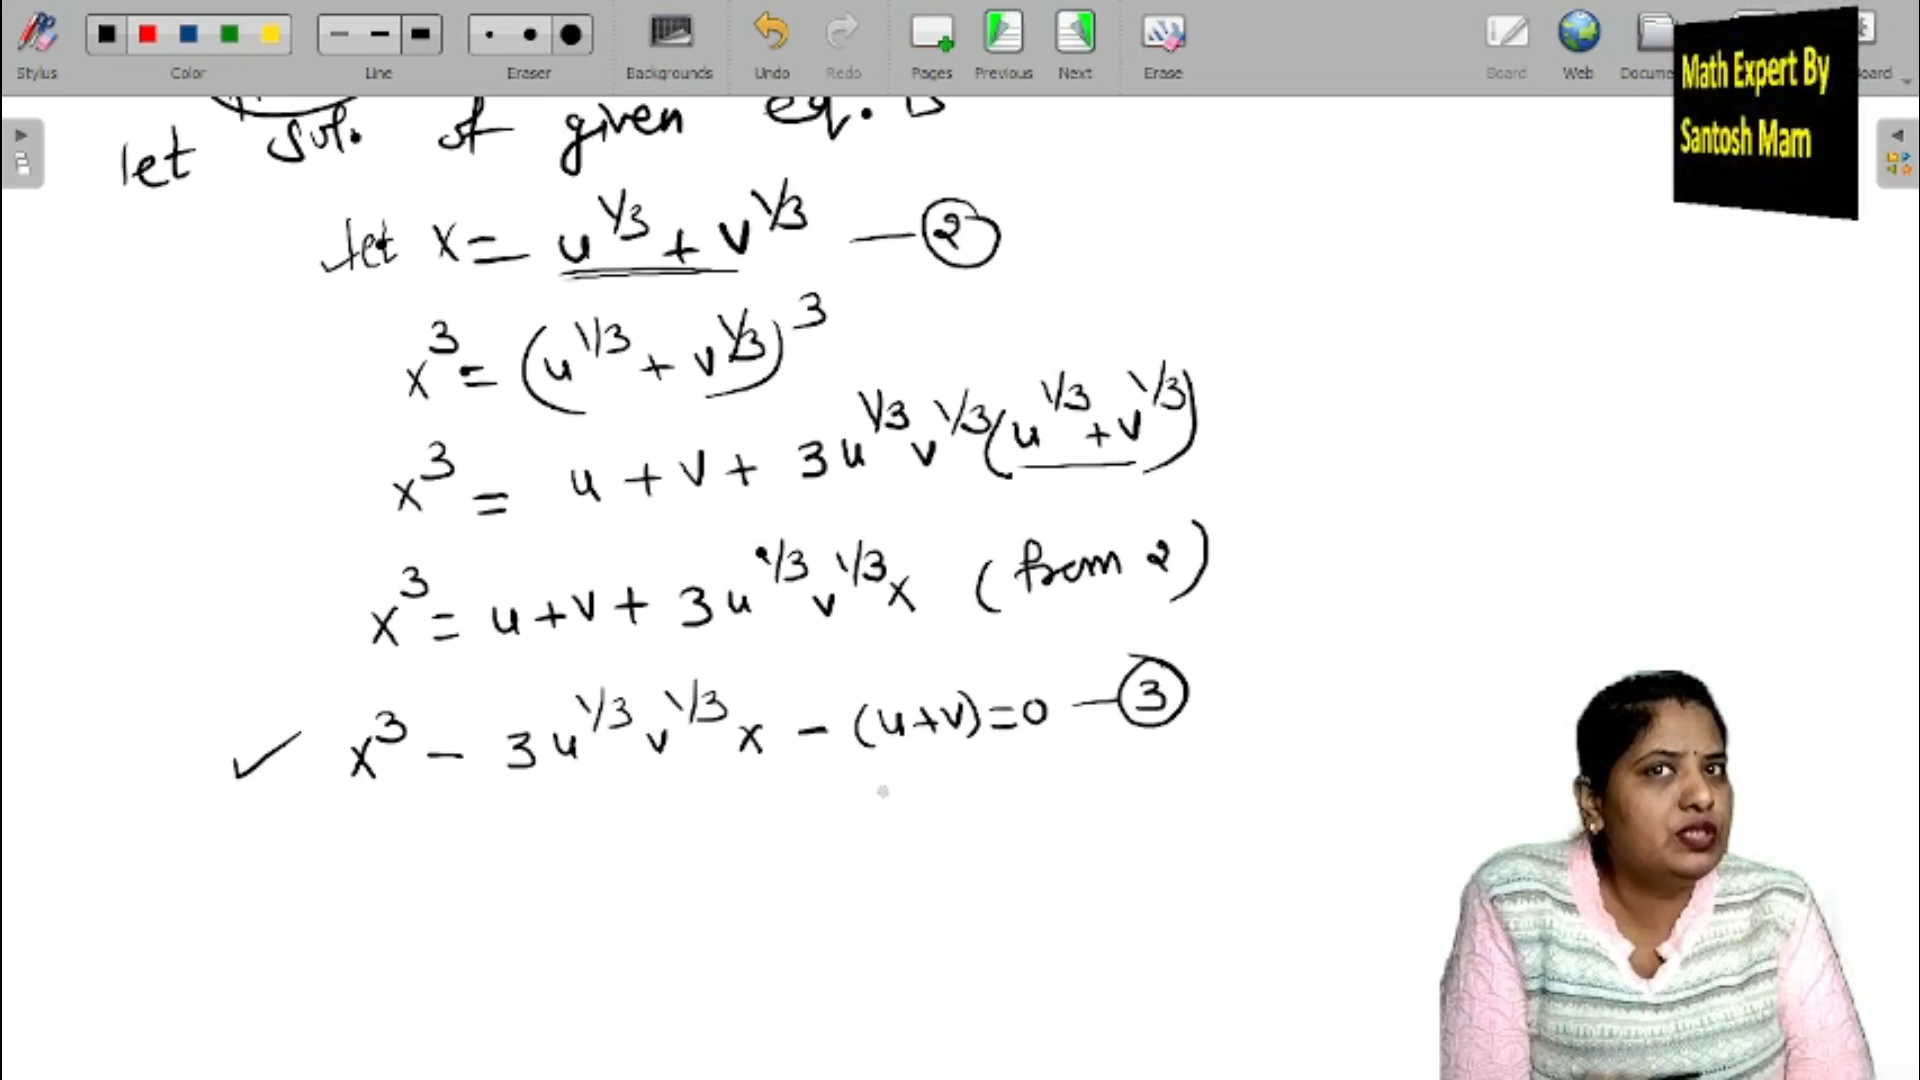 Stylus Color Line Eraser Backgrounds Undo Redo Pages Previous Next Erase Board Web
Math Expert By
Santosh Mam
let sol. of given eq. is
let x = u^1/3 + v^1/3 — 2
x^3 = (u^1/3 + v^1/3)^3
x^3 = u + v + 3u^1/3 v^1/3 (u^1/3 + v^1/3)
x^3 = u + v + 3u^1/3 v^1/3 x (from 2)
✓ x^3 - 3u^1/3 v^1/3 x - (u+v) = 0 — 3